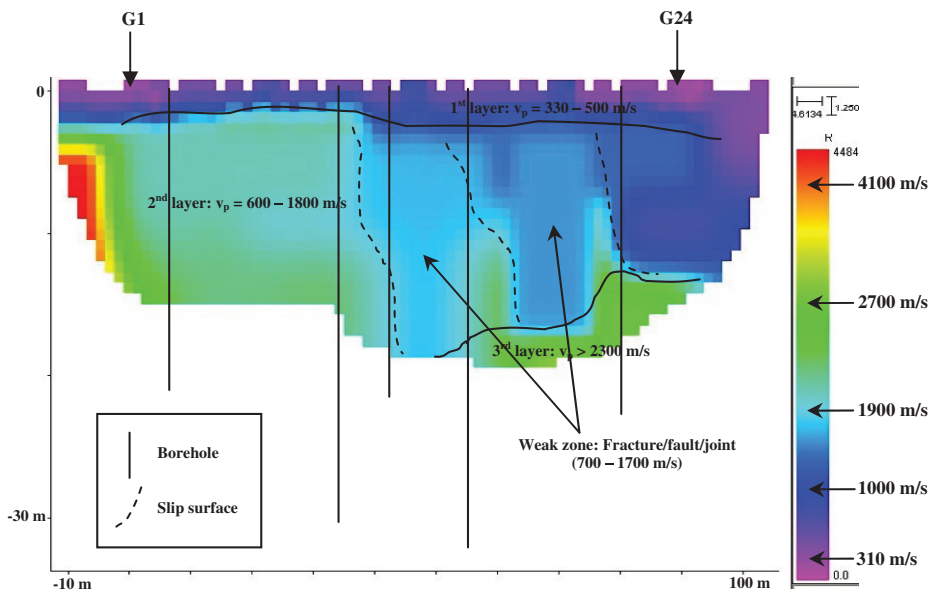 G1
G24
0
1st layer: vp = 330 – 500 m/s
2nd layer: vp = 600 – 1800 m/s
3rd layer: vp > 2300 m/s
Weak zone: Fracture/fault/joint
(700 – 1700 m/s)
Borehole
Slip surface
-30 m
-10 m
100 m
4.6134
1.250
4484
4100 m/s
2700 m/s
1900 m/s
1000 m/s
310 m/s
0.0